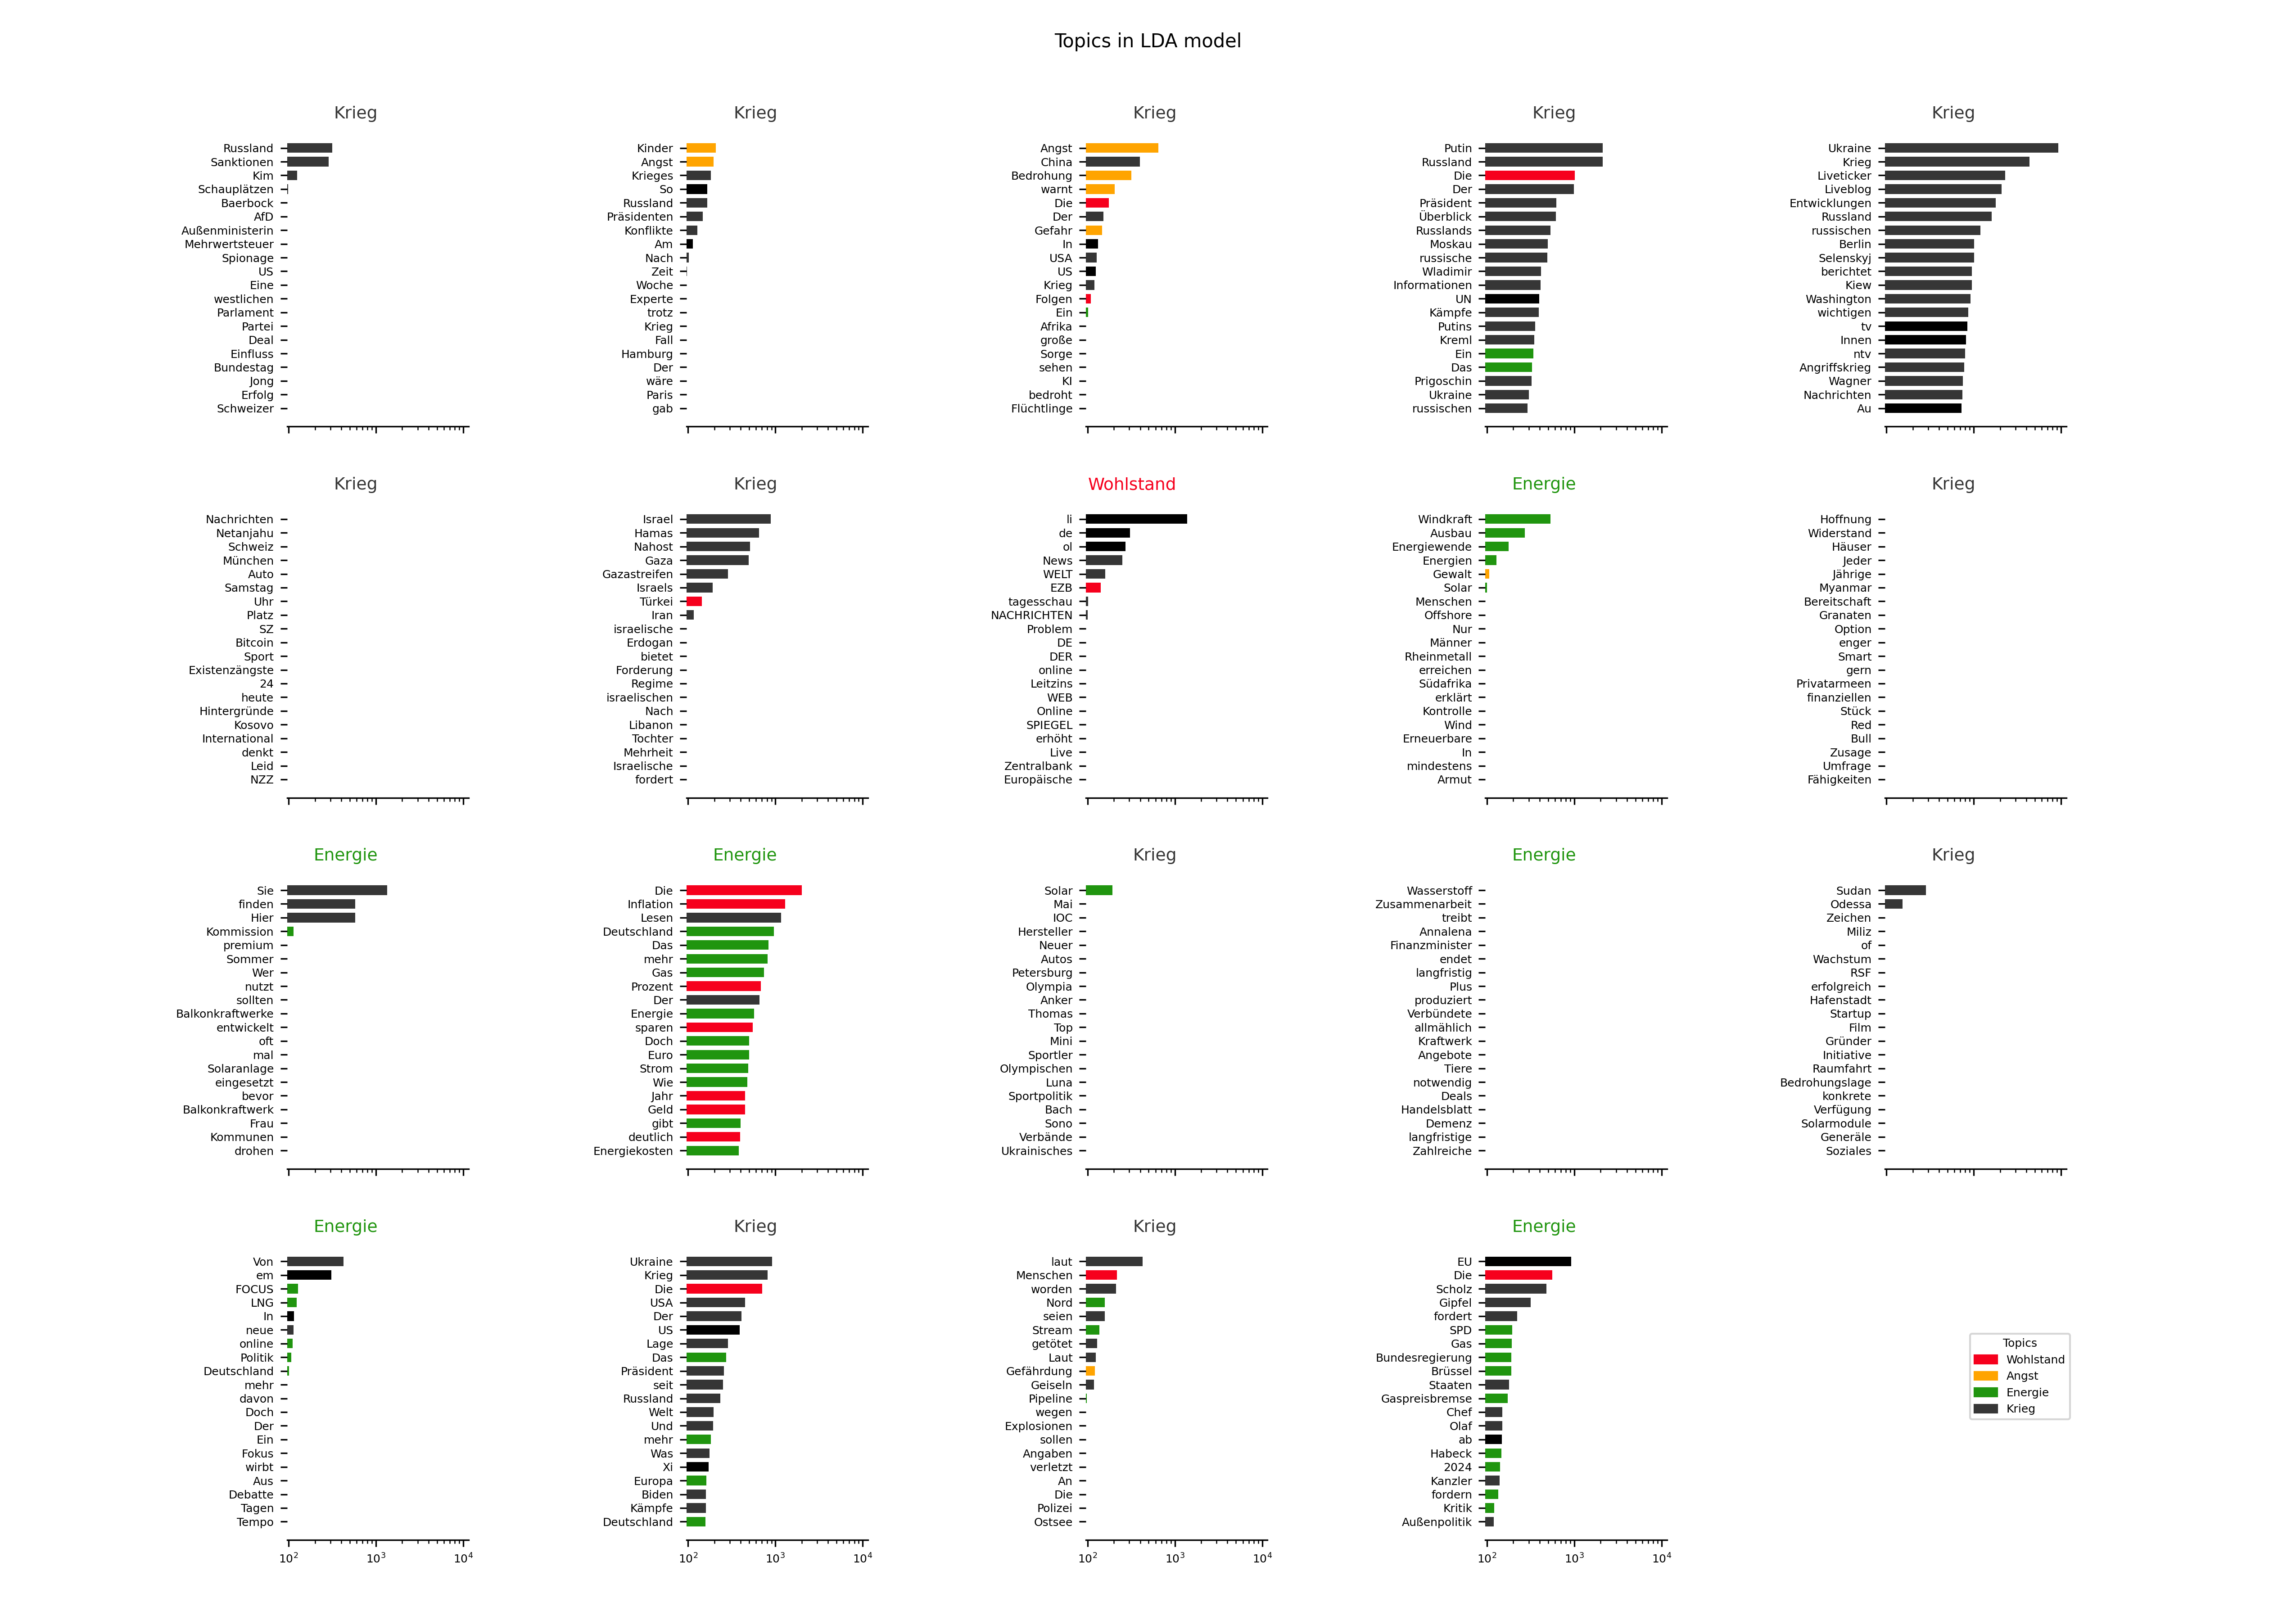 Topics in LDA model
Krieg
Russland
Sanktionen
Kim
Schauplätzen
Baerbock
AfD
Außenministerin
Mehrwertsteuer
Spionage
US
Eine
westlichen
Parlament
Partei
Deal
Einfluss
Bundestag
Jong
Erfolg
Schweizer
Krieg
Kinder
Angst
Krieges
So
Russland
Präsidenten
Konflikte
Am
Nach
Zeit
Woche
Experte
trotz
Krieg
Fall
Hamburg
Der
wäre
Paris
gab
Krieg
Angst
China
Bedrohung
warnt
Die
Der
Gefahr
In
USA
US
Krieg
Folgen
Ein
Afrika
große
Sorge
sehen
KI
bedroht
Flüchtlinge
Krieg
Putin
Russland
Die
Der
Präsident
Überblick
Russlands
Moskau
russische
Wladimir
Informationen
UN
Kämpfe
Putins
Kreml
Ein
Das
Prigoschin
Ukraine
russischen
Krieg
Ukraine
Krieg
Liveticker
Liveblog
Entwicklungen
Russland
russischen
Berlin
Selenskyj
berichtet
Kiew
Washington
wichtigen
tv
Innen
ntv
Angriffskrieg
Wagner
Nachrichten
Au
Krieg
Nachrichten
Netanjahu
Schweiz
München
Auto
Samstag
Uhr
Platz
SZ
Bitcoin
Sport
Existenzängste
24
heute
Hintergründe
Kosovo
International
denkt
Leid
NZZ
Krieg
Israel
Hamas
Nahost
Gaza
Gazastreifen
Israels
Türkei
Iran
israelische
Erdogan
bietet
Forderung
Regime
israelischen
Nach
Libanon
Tochter
Mehrheit
Israelische
fordert
Wohlstand
li
de
ol
News
WELT
EZB
tagesschau
NACHRICHTEN
Problem
DE
DER
online
Leitzins
WEB
Online
SPIEGEL
erhöht
Live
Zentralbank
Europäische
Energie
Windkraft
Ausbau
Energiewende
Energien
Gewalt
Solar
Menschen
Offshore
Nur
Männer
Rheinmetall
erreichen
Südafrika
erklärt
Kontrolle
Wind
Erneuerbare
In
mindestens
Armut
Krieg
Hoffnung
Widerstand
Häuser
Jeder
Jährige
Myanmar
Bereitschaft
Granaten
Option
enger
Smart
gern
Privatarmeen
finanziellen
Stück
Red
Bull
Zusage
Umfrage
Fähigkeiten
Energie
Sie
finden
Hier
Kommission
premium
Sommer
Wer
nutzt
sollten
Balkonkraftwerke
entwickelt
oft
mal
Solaranlage
eingesetzt
bevor
Balkonkraftwerk
Frau
Kommunen
drohen
Energie
Die
Inflation
Lesen
Deutschland
Das
mehr
Gas
Prozent
Der
Energie
sparen
Doch
Euro
Strom
Wie
Jahr
Geld
gibt
deutlich
Energiekosten
Krieg
Solar
Mai
IOC
Hersteller
Neuer
Autos
Petersburg
Olympia
Anker
Thomas
Top
Mini
Sportler
Olympischen
Luna
Sportpolitik
Bach
Sono
Verbände
Ukrainisches
Energie
Wasserstoff
Zusammenarbeit
treibt
Annalena
Finanzminister
endet
langfristig
Plus
produziert
Verbündete
allmählich
Kraftwerk
Angebote
Tiere
notwendig
Deals
Handelsblatt
Demenz
langfristige
Zahlreiche
Krieg
Sudan
Odessa
Zeichen
Miliz
of
Wachstum
RSF
erfolgreich
Hafenstadt
Startup
Film
Gründer
Initiative
Raumfahrt
Bedrohungslage
konkrete
Verfügung
Solarmodule
Generäle
Soziales
Energie
Von
em
FOCUS
LNG
In
neue
online
Politik
Deutschland
mehr
davon
Doch
Der
Ein
Fokus
wirbt
Aus
Debatte
Tagen
Tempo
10² 10³ 10⁴
Krieg
Ukraine
Krieg
Die
USA
Der
US
Lage
Das
Präsident
seit
Russland
Welt
Und
mehr
Was
Xi
Europa
Biden
Kämpfe
Deutschland
10² 10³ 10⁴
Krieg
laut
Menschen
worden
Nord
seien
Stream
getötet
Laut
Gefährdung
Geiseln
Pipeline
wegen
Explosionen
sollen
Angaben
verletzt
An
Die
Polizei
Ostsee
10² 10³ 10⁴
Energie
EU
Die
Scholz
Gipfel
fordert
SPD
Gas
Bundesregierung
Brüssel
Staaten
Gaspreisbremse
Chef
Olaf
ab
Habeck
2024
Kanzler
fordern
Kritik
Außenpolitik
10² 10³ 10⁴
Topics
Wohlstand
Angst
Energie
Krieg